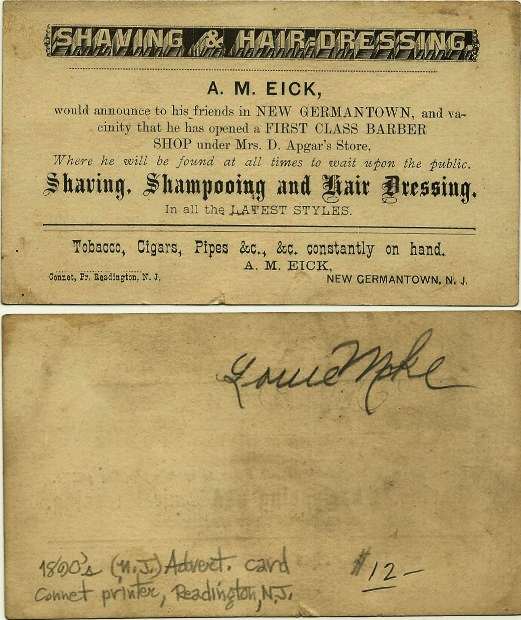 SHAVING & HAIR-DRESSING.
A. M. EICK,
would announce to his friends in NEW GERMANTOWN, and va-
cinity that he has opened a FIRST CLASS BARBER
SHOP under Mrs. D. Apgar's Store,
Where he will be found at all times to wait upon the public.
Shaving, Shampooing and Hair Dressing.
In all the LATEST STYLES.
Tobacco, Cigars, Pipes &c., &c. constantly on hand.
A. M. EICK,
Connet, Pr. Readington, N. J.
NEW GERMANTOWN, N. J.
Louie
(N.J.) Advert. card
$12-
Connet printer, Readington, N.J.